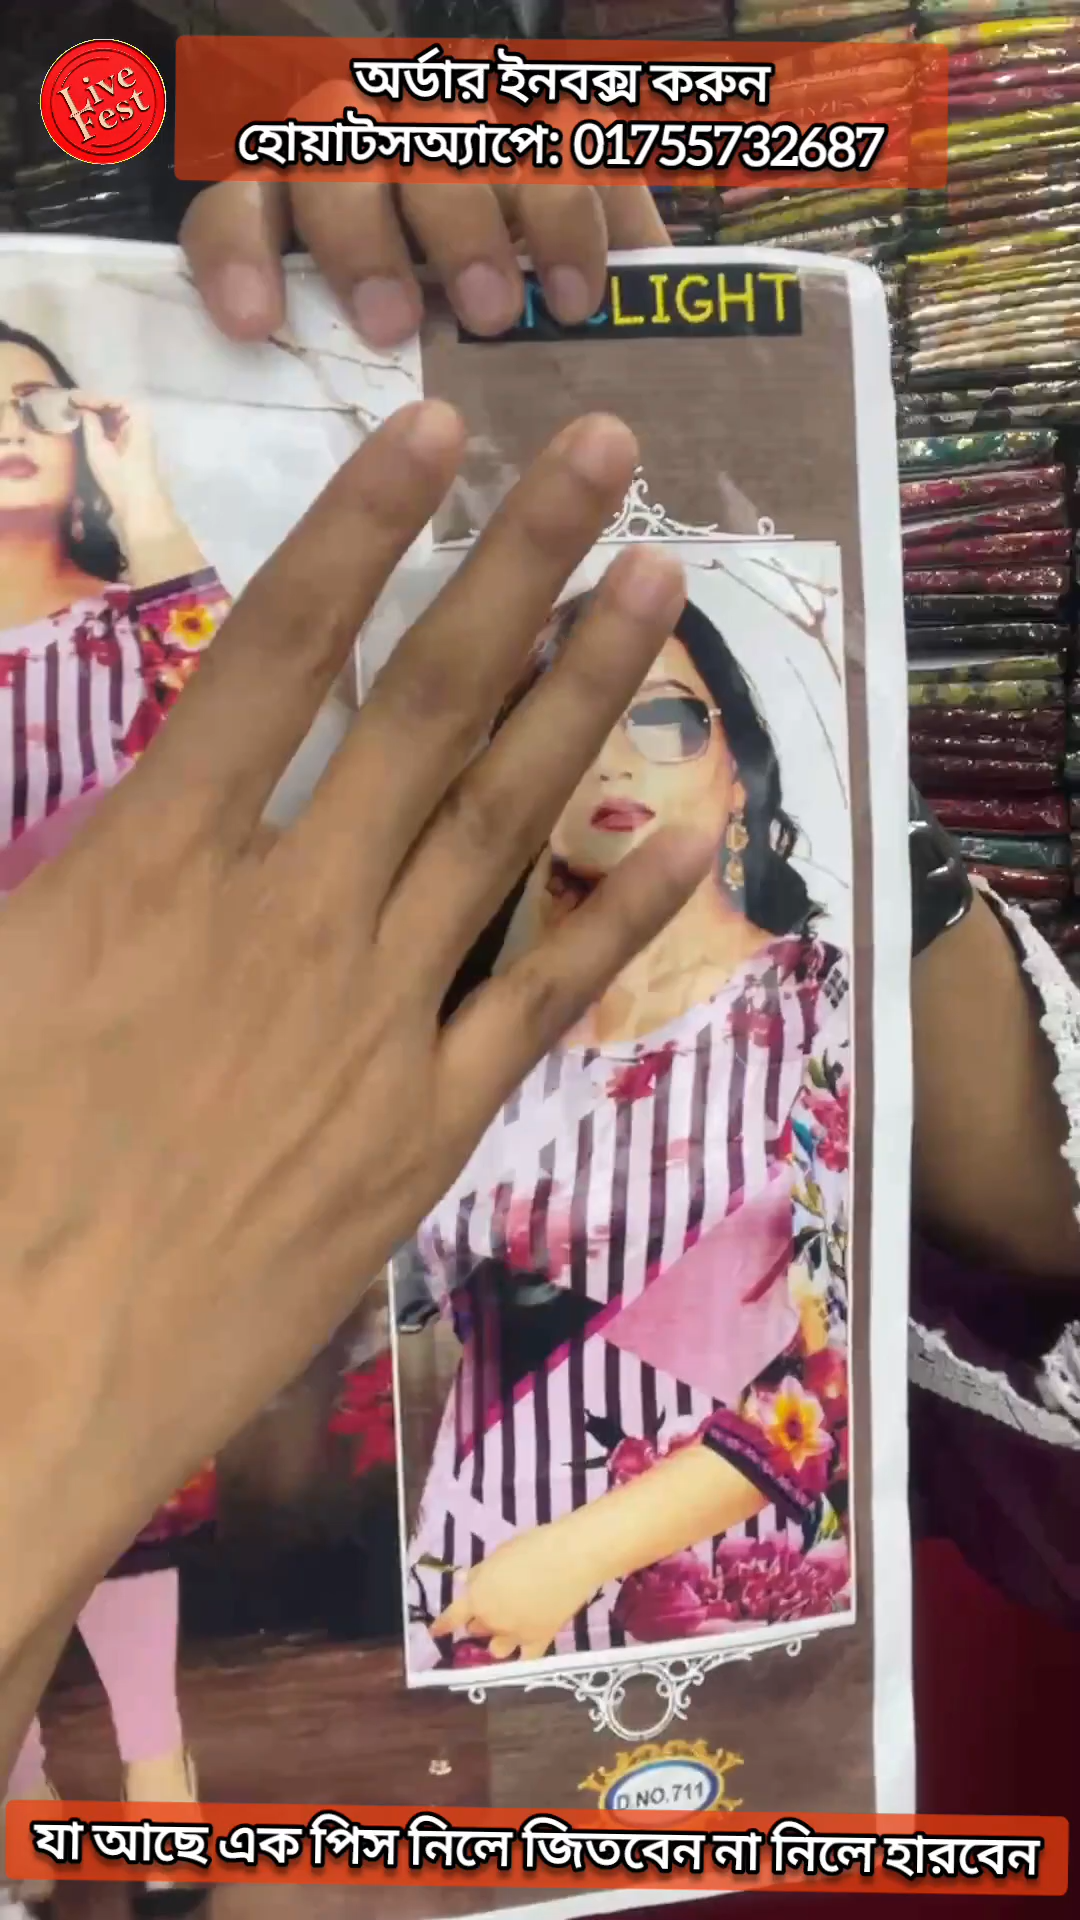 Live
Fest
অর্ডার ইনবক্স করুন
হোয়াটসঅ্যাপে: 01755732687
LIGHT
D.NO.711
যা আছে এক পিস নিলে জিতবেন না নিলে হারবেন